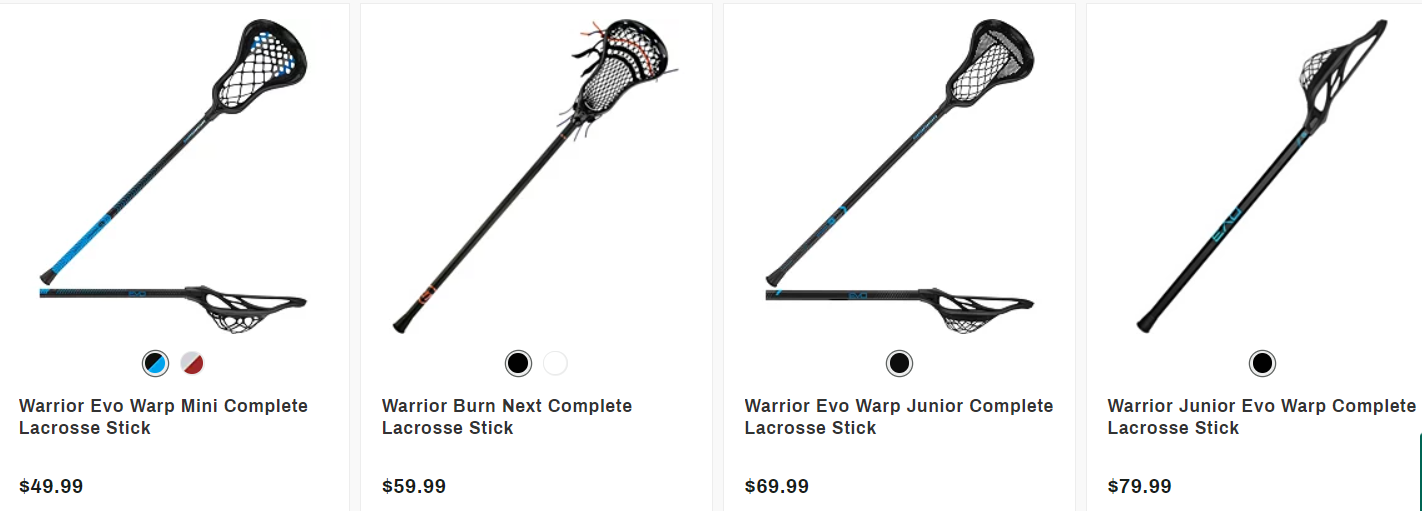 Warrior Evo Warp Mini Complete
Lacrosse Stick
$49.99
Warrior Burn Next Complete
Lacrosse Stick
$59.99
Warrior Evo Warp Junior Complete
Lacrosse Stick
$69.99
EVO
Warrior Junior Evo Warp Complete
Lacrosse Stick
$79.99